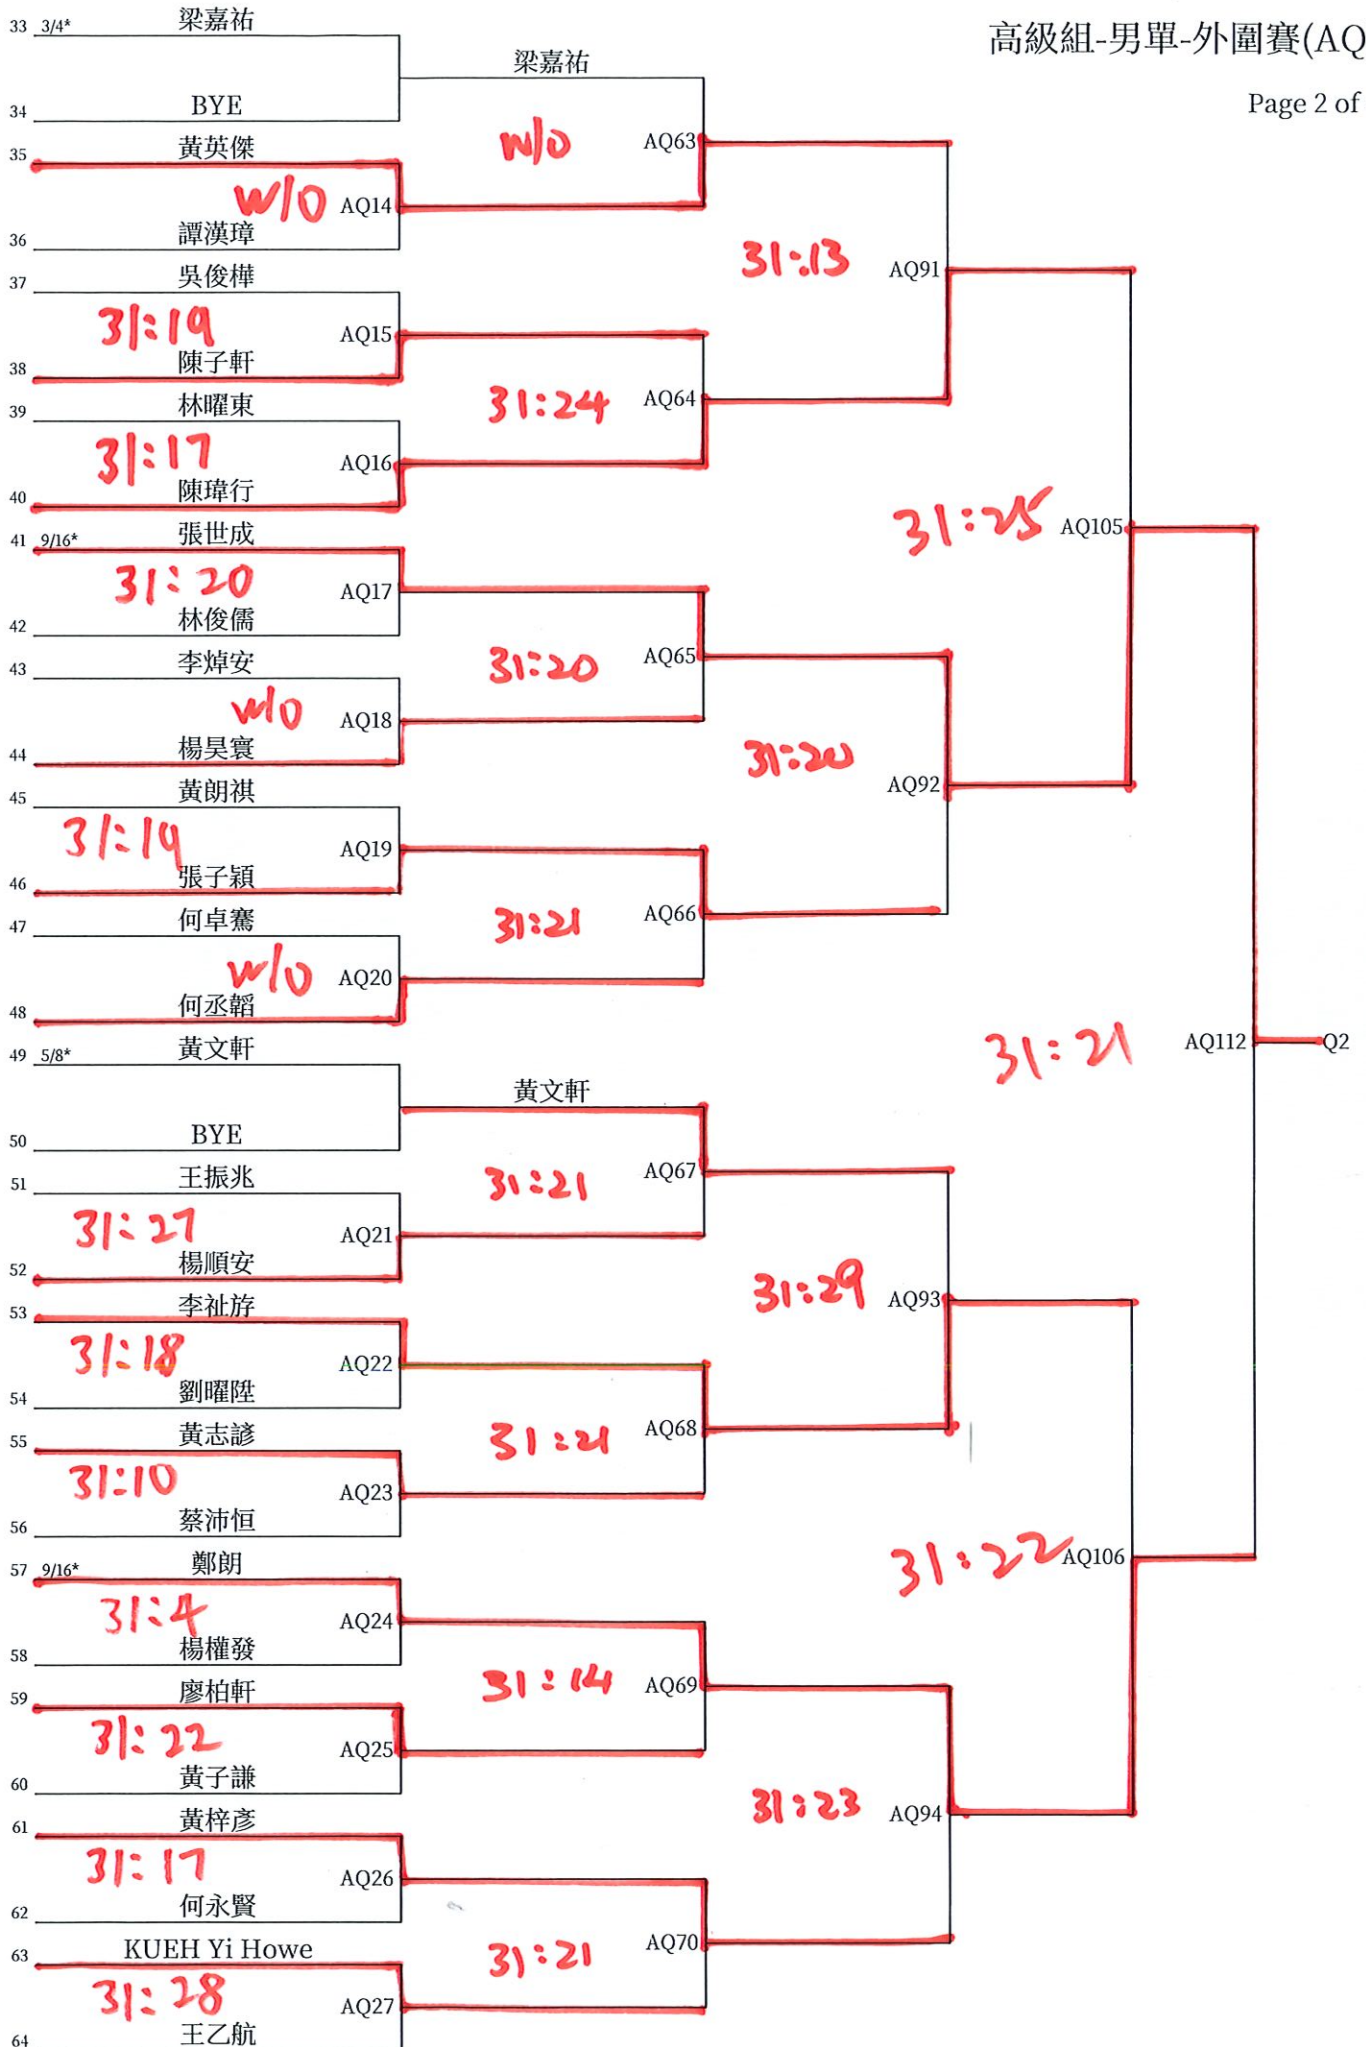 高級組-男單-外圍賽(AQ
Page 2 of
33 3/4* 梁嘉祐
梁嘉祐
34 BYE
W/O AQ63
35 黃英傑
W/O AQ14
36 譚漢璋
31:13 AQ91
37 吳俊樺
31:19 AQ15
38 陳子軒
31:24 AQ64
39 林曜東
31:17 AQ16
40 陳瑋行
31:25 AQ105
41 9/16* 張世成
31:20 AQ17
42 林俊儒
31:20 AQ65
43 李焯安
W/O AQ18
44 楊昊寰
31:20 AQ92
45 黃朗祺
31:19 AQ19
46 張子穎
31:21 AQ66
47 何卓騫
W/O AQ20
48 何丞韜
31:21 AQ112 Q2
49 5/8* 黃文軒
黃文軒
50 BYE
31:21 AQ67
51 王振兆
31:27 AQ21
52 楊順安
31:29 AQ93
53 李祉斿
31:18 AQ22
54 劉曜陞
31:21 AQ68
55 黃志諺
31:10 AQ23
56 蔡沛恒
31:22 AQ106
57 9/16* 鄭朗
31:4 AQ24
58 楊權發
31:14 AQ69
59 廖柏軒
31:22 AQ25
60 黃子謙
31:23 AQ94
61 黃梓彥
31:17 AQ26
62 何永賢
31:21 AQ70
63 KUEH Yi Howe
31:28 AQ27
64 王乙航